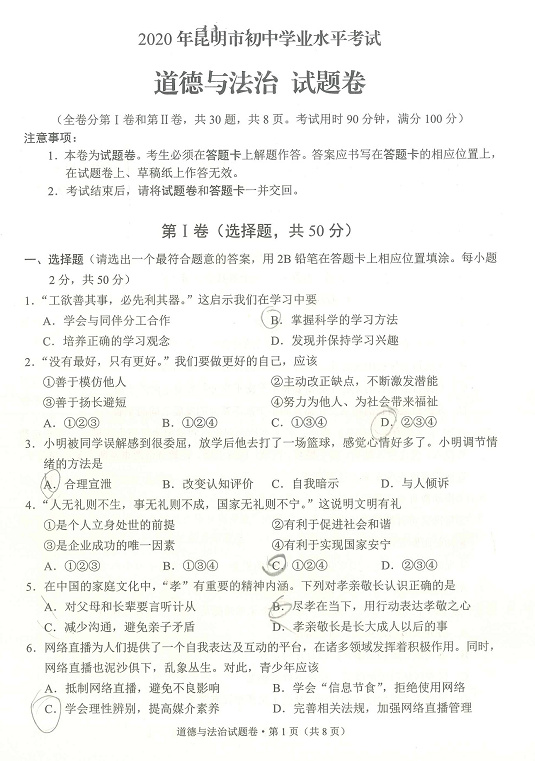 2020 年昆明市初中学业水平考试
道德与法治 试题卷
（全卷分第Ⅰ卷和第Ⅱ卷，共 30 题，共 8 页。考试用时 90 分钟，满分 100 分）
注意事项：
1．本卷为试题卷。考生必须在答题卡上解题作答。答案应书写在答题卡的相应位置上，
在试题卷上、草稿纸上作答无效。
2．考试结束后，请将试题卷和答题卡一并交回。
第Ⅰ卷（选择题，共 50 分）
一、选择题（请选出一个最符合题意的答案，用 2B 铅笔在答题卡上相应位置填涂。每小题
2 分，共 50 分）
1．“工欲善其事，必先利其器。”这启示我们在学习中要
A．学会与同伴分工合作 B．掌握科学的学习方法
C．培养正确的学习观念 D．发现并保持学习兴趣
2．“没有最好，只有更好。”我们要做更好的自己，应该
①善于模仿他人 ②主动改正缺点，不断激发潜能
③善于扬长避短 ④努力为他人、为社会带来福祉
A．①②③ B．①②④ C．①③④ D．②③④
3．小明被同学误解感到很委屈，放学后他去打了一场篮球，感觉心情好多了。小明调节情
绪的方法是
A．合理宣泄 B．改变认知评价 C．自我暗示 D．与人倾诉
4．“人无礼则不生，事无礼则不成，国家无礼则不宁。”这说明文明有礼
①是个人立身处世的前提 ②有利于促进社会和谐
③是企业成功的唯一因素 ④有利于实现国家安宁
A．①②③ B．①③④ C．①②④ D．②③④
5．在中国的家庭文化中，“孝”有重要的精神内涵。下列对孝亲敬长认识正确的是
A．对父母和长辈要言听计从 B．尽孝在当下，用行动表达孝敬之心
C．减少沟通，避免亲子矛盾 D．孝亲敬长是长大成人以后的事
6．网络直播为人们提供了一个自我表达及互动的平台，在诸多领域发挥着积极作用。同时，
网络直播也泥沙俱下，乱象丛生。对此，青少年应该
A．抵制网络直播，避免不良影响 B．学会“信息节食”，拒绝使用网络
C．学会理性辨别，提高媒介素养 D．完善相关法规，加强网络直播管理
道德与法治试题卷·第 1 页（共 8 页）